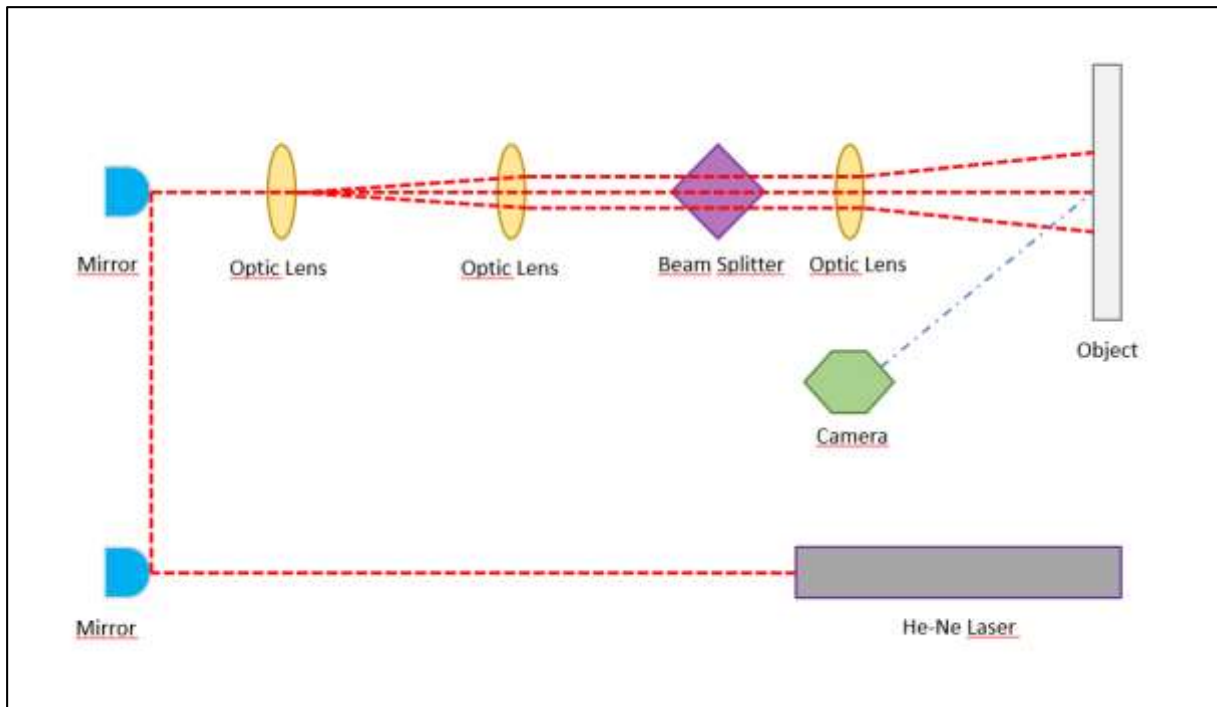 Mirror
Optic Lens
Optic Lens
Beam Splitter
Optic Lens
Object
Camera
Mirror
He-Ne Laser